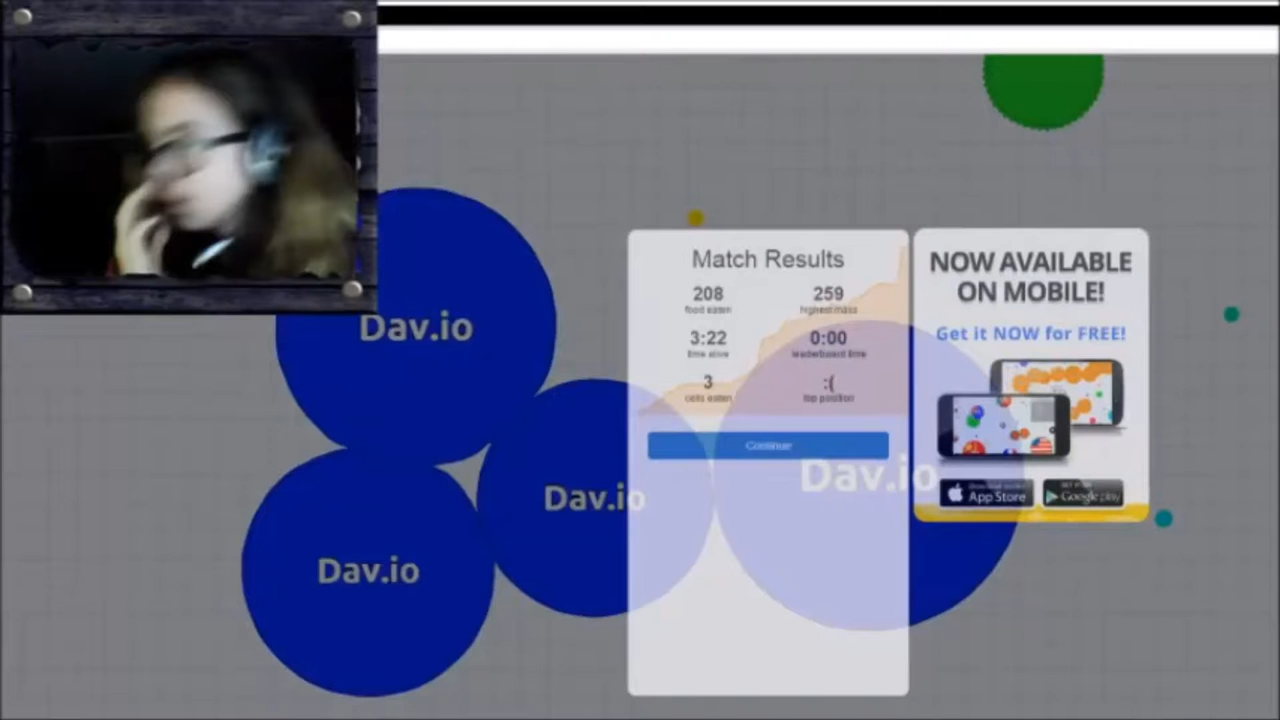 Dav.io
Dav.io
Dav.io
Dav.io
Match Results
208
food eaten
259
highest mass
3:22
time alive
0:00
leaderboard time
3
cells eaten
:(
top position
Continue
NOW AVAILABLE
ON MOBILE!
Get it NOW for FREE!
App Store
Google play